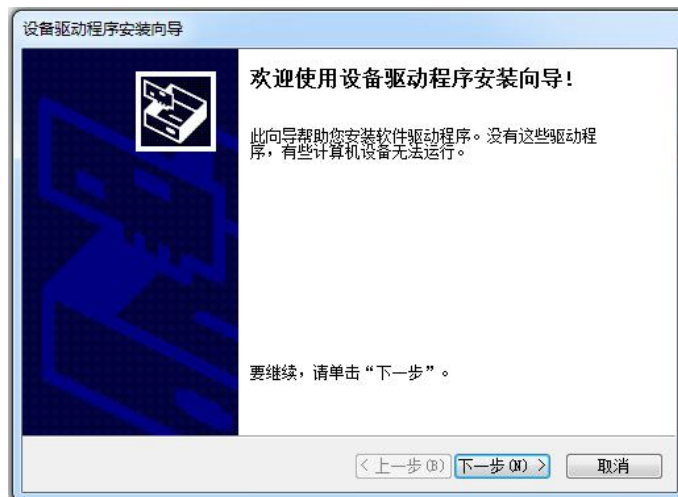 设备驱动程序安装向导
欢迎使用设备驱动程序安装向导!
此向导帮助您安装软件驱动程序。没有这些驱动程
序，有些计算机设备无法运行。
要继续，请单击“下一步”。
< 上一步(B) 下一步(N) > 取消